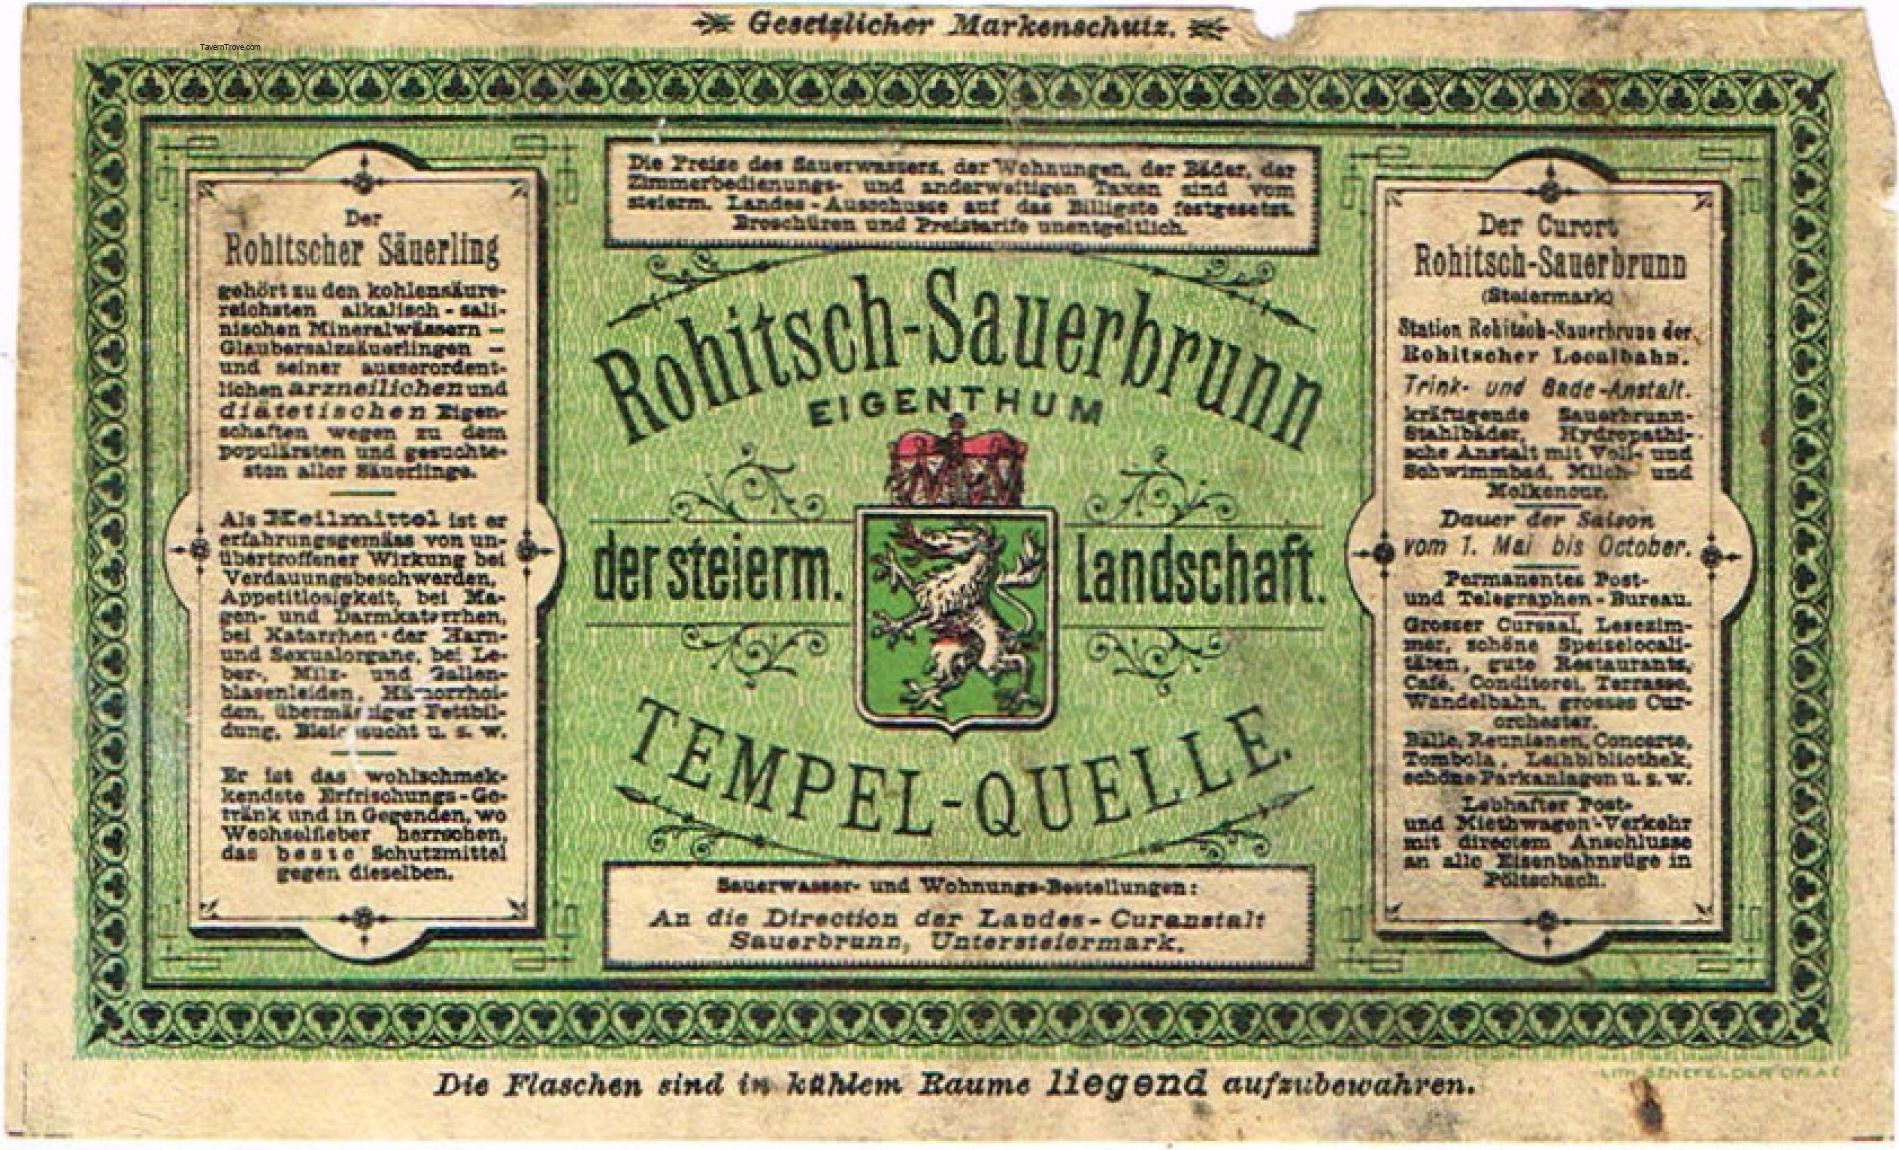 Gesetzlicher Markenschutz.
TavernTrove.com
Der
Rohitscher Säuerling
gehört zu den kohlensäure-
reichsten alkalisch-sali-
nischen Mineralwässern –
Glaubersalzsäuerlingen –
und seiner ausserordent-
lichen arzneilichen und
diätetischen Eigen-
schaften wegen zu dem
populärsten und gesuchte-
sten aller Säuerlinge.
Als Heilmittel ist er
erfahrungsgemäss von un-
übertroffener Wirkung bei
Verdauungsbeschwerden,
Appetitlosigkeit, bei Ma-
gen- und Darmkatarrhen,
bei Katarrhen der Harn-
und Sexualorgane, bei Le-
ber-, Milz- und Gallen-
blasenleiden, Hämorrhoi-
den, übermässiger Fettbil-
dung, Bleichsucht u. s. w.
Er ist das wohlschmek-
kendste Erfrischungs-Ge-
tränk und in Gegenden, wo
Wechselfieber herrschen,
das beste Schutzmittel
gegen dieselben.
Die Preise des Sauerwassers, der Wohnungen, der Bäder, der
Zimmerbedienungs- und anderweitigen Taxen sind vom
steierm. Landes-Ausschusse auf das Billigste festgesetzt.
Broschüren und Preistarife unentgeltlich.
Rohitsch-Sauerbrunn
EIGENTHUM
der steierm. Landschaft.
TEMPEL-QUELLE.
Sauerwasser- und Wohnungs-Bestellungen:
An die Direction der Landes-Curanstalt
Sauerbrunn, Untersteiermark.
Der Curort
Rohitsch-Sauerbrunn
(Steiermark)
Station Rohitsch-Sauerbrunn der
Rohitscher Localbahn.
Trink- und Bade-Anstalt.
kräftigende Sauerbrunn-
Stahlbäder, Hydropathi-
sche Anstalt mit Voll- und
Schwimmbad, Milch- und
Molkencur.
Dauer der Saison
vom 1. Mai bis October.
Permanentes Post-
und Telegraphen-Bureau.
Grosser Cursaal, Lesezim-
mer, schöne Speiselocali-
täten, gute Restaurants,
Café, Conditorei, Terrasse,
Wandelbahn, grosses Cur-
orchester.
Bälle, Reunionen, Concerte,
Tombola, Leihbibliothek,
schöne Parkanlagen u. s. w.
Lebhafter Post-
und Miethwagen-Verkehr
mit directem Anschlusse
an alle Eisenbahnzüge in
Pöltschach.
Die Flaschen sind in kühlem Raume liegend aufzubewahren.